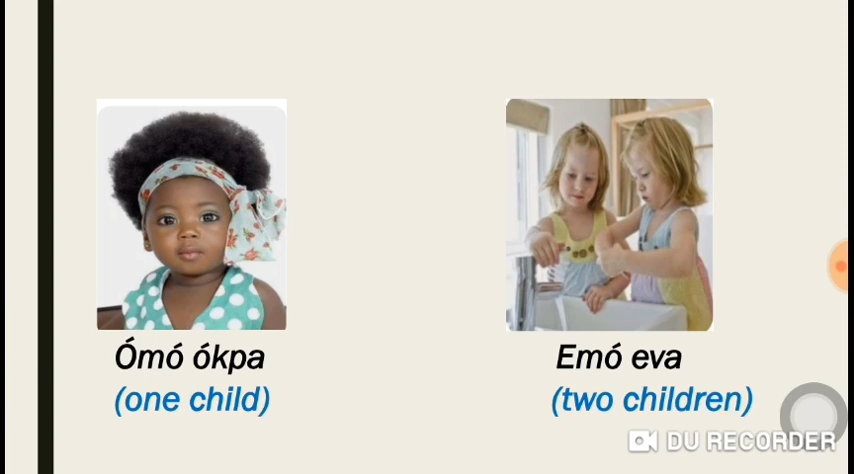 Ómó ókpa
(one child)
Emó eva
(two children)
DU RECORDER